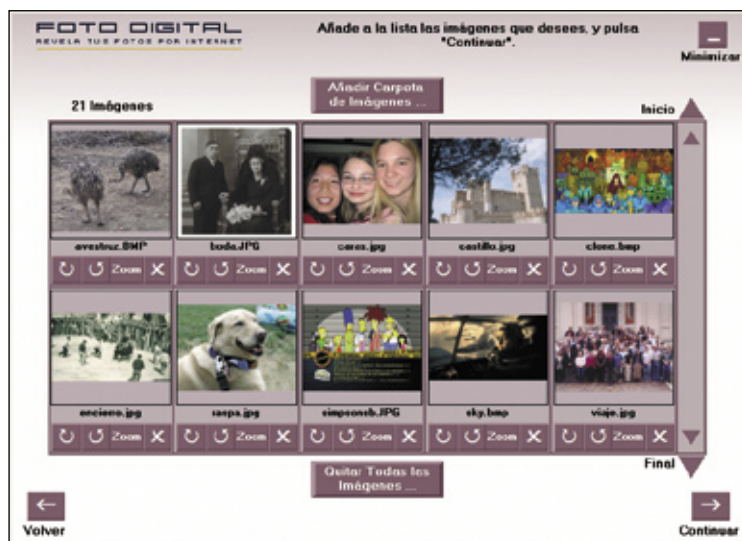 FOTO DIGITAL
REVELA TUS FOTOS POR INTERNET
Añade a la lista las imágenes que desees, y pulsa
"Continuar".
Minimizar
Añadir Carpeta
de Imágenes ...
21 Imágenes
Inicio
avestruz.BMP
boda.JPG
caras.jpg
castillo.jpg
clone.bmp
Zoom
Zoom
Zoom
Zoom
Zoom
encierro.jpg
raspa.jpg
simpsonsb.JPG
sky.bmp
viaje.jpg
Zoom
Zoom
Zoom
Zoom
Zoom
Quitar Todas las
Imágenes ...
Final
Volver
Continuar